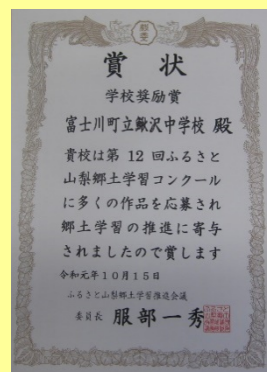 賞状
学校奨励賞
富士川町立鰍沢中学校 殿
貴校は第12回ふるさと
山梨郷土学習コンクール
に多くの作品を応募され
郷土学習の推進に寄与
されましたので賞します
令和元年10月15日
ふるさと山梨郷土学習推進会議
委員長 服部一秀